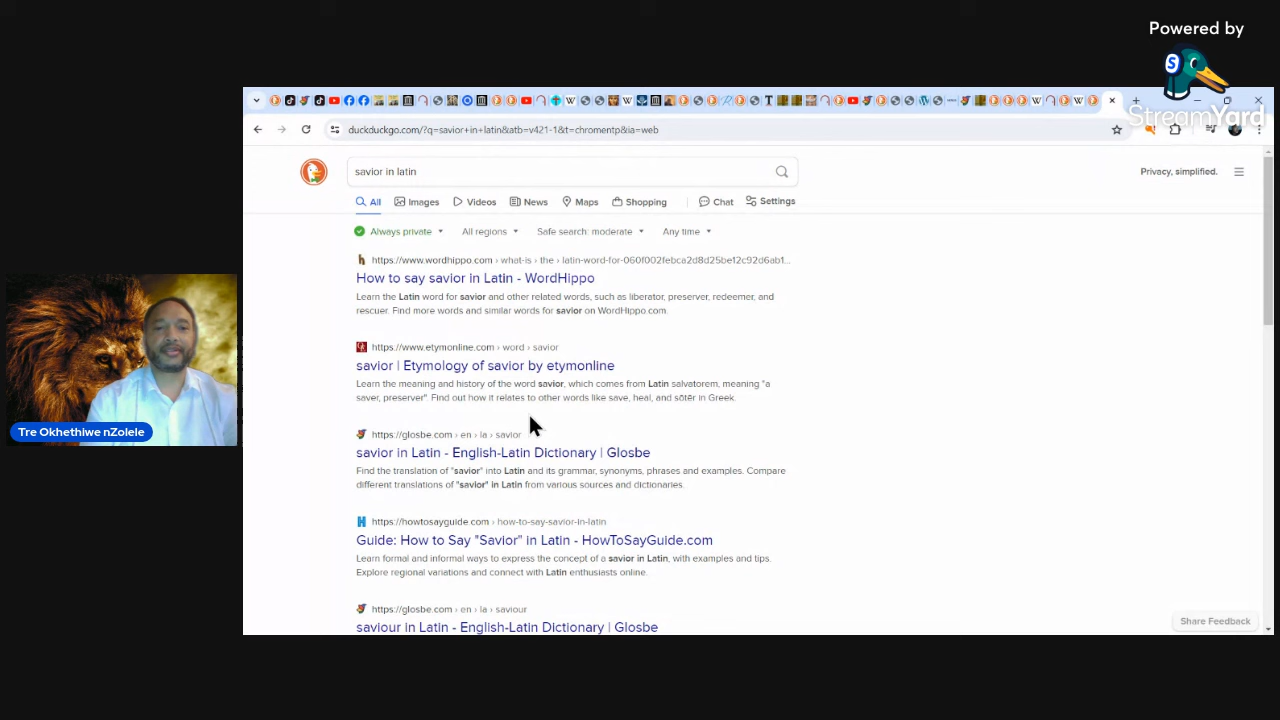 Powered by
S
StreamYard
duckduckgo.com/?q=savior+in+latin&atb=v421-1&t=chromentp&ia=web
savior in latin
Privacy, simplified.
All Images Videos News Maps Shopping Chat Settings
Always private All regions Safe search: moderate Any time
https://www.wordhippo.com › what-is › the › latin-word-for-060f002febca2d8d25be12c92d6ab1...
How to say savior in Latin - WordHippo
Learn the Latin word for savior and other related words, such as liberator, preserver, redeemer, and
rescuer. Find more words and similar words for savior on WordHippo.com.
https://www.etymonline.com › word › savior
savior | Etymology of savior by etymonline
Learn the meaning and history of the word savior, which comes from Latin salvatorem, meaning "a
saver, preserver". Find out how it relates to other words like save, heal, and sōtēr in Greek.
https://glosbe.com › en › la › savior
savior in Latin - English-Latin Dictionary | Glosbe
Find the translation of "savior" into Latin and its grammar, synonyms, phrases and examples. Compare
different translations of "savior" in Latin from various sources and dictionaries.
https://howtosayguide.com › how-to-say-savior-in-latin
Guide: How to Say "Savior" in Latin - HowToSayGuide.com
Learn formal and informal ways to express the concept of a savior in Latin, with examples and tips.
Explore regional variations and connect with Latin enthusiasts online.
https://glosbe.com › en › la › saviour
saviour in Latin - English-Latin Dictionary | Glosbe
Share Feedback
Tre Okhethiwe nZolele